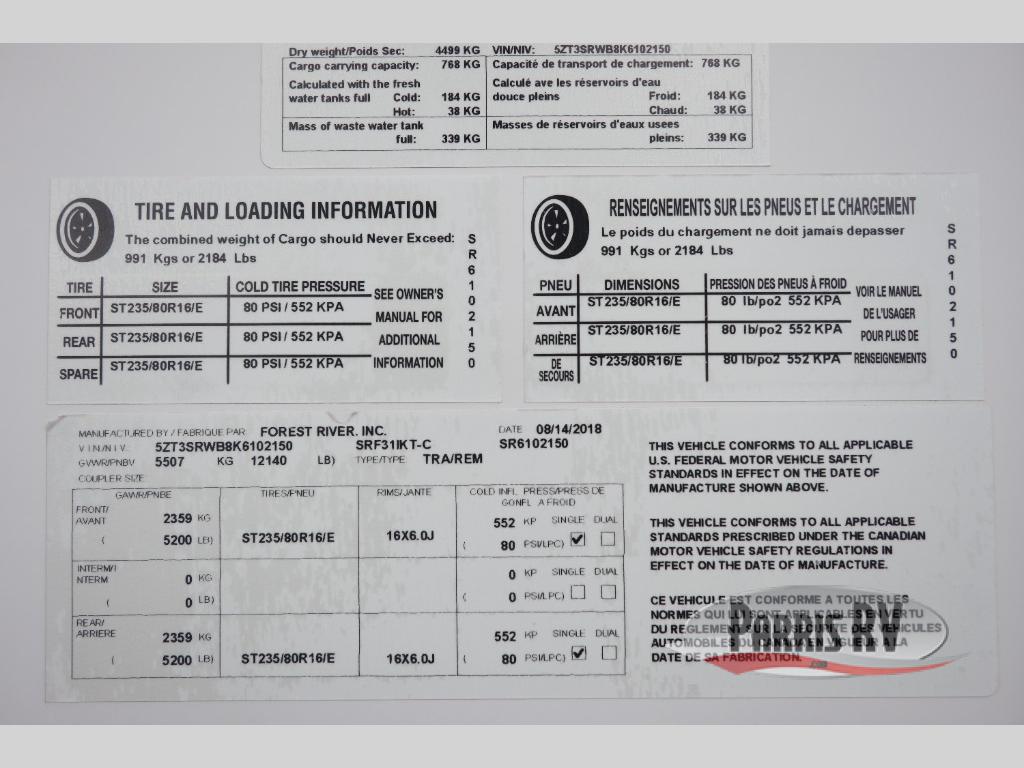 Dry weight/Poids Sec: 4499 KG VIN/NIV: 5ZT3SRWB8K6102150
Cargo carrying capacity: 768 KG Capacité de transport de chargement: 768 KG
Calculated with the fresh Calculé ave les réservoirs d'eau
water tanks full Cold: 184 KG douce pleins Froid: 184 KG
Hot: 38 KG Chaud: 38 KG
Mass of waste water tank Masses de réservoirs d'eaux usees
full: 339 KG pleins: 339 KG
TIRE AND LOADING INFORMATION
The combined weight of Cargo should Never Exceed:
991 Kgs or 2184 Lbs
TIRE SIZE COLD TIRE PRESSURE
FRONT ST235/80R16/E 80 PSI / 552 KPA
REAR ST235/80R16/E 80 PSI / 552 KPA
SPARE ST235/80R16/E 80 PSI / 552 KPA
SEE OWNER'S
MANUAL FOR
ADDITIONAL
INFORMATION
SR6102150
RENSEIGNEMENTS SUR LES PNEUS ET LE CHARGEMENT
Le poids du chargement ne doit jamais depasser
991 Kgs or 2184 Lbs
PNEU DIMENSIONS PRESSION DES PNEUS À FROID
AVANT ST235/80R16/E 80 lb/po2 552 KPA
ARRIÈRE ST235/80R16/E 80 lb/po2 552 KPA
DE SECOURS ST235/80R16/E 80 lb/po2 552 KPA
VOIR LE MANUEL
DE L'USAGER
POUR PLUS DE
RENSEIGNEMENTS
SR6102150
MANUFACTURED BY / FABRIQUE PAR FOREST RIVER, INC. DATE 08/14/2018
V I N/N I V. 5ZT3SRWB8K6102150 SRF31IKT-C SR6102150
GVWR/PNBV 5507 KG 12140 LB) TYPE/TYPE TRA/REM
COUPLER SIZE
GAWR/PNBE TIRES/PNEU RIMS/JANTE COLD INFL. PRESS/PRESS DE
GONFL A FROID
FRONT/
AVANT 2359 KG 552 KP SINGLE DUAL
( 5200 LB) ST235/80R16/E 16X6.0J ( 80 PSI/LPC)
INTERM/I
NTERM 0 KG 0 KP SINGLE DUAL
( 0 LB) ( 0 PSI/LPC)
REAR/
ARRIERE 2359 KG 552 KP SINGLE DUAL
( 5200 LB) ST235/80R16/E 16X6.0J ( 80 PSI/LPC)
THIS VEHICLE CONFORMS TO ALL APPLICABLE
U.S. FEDERAL MOTOR VEHICLE SAFETY
STANDARDS IN EFFECT ON THE DATE OF
MANUFACTURE SHOWN ABOVE.
THIS VEHICLE CONFORMS TO ALL APPLICABLE
STANDARDS PRESCRIBED UNDER THE CANADIAN
MOTOR VEHICLE SAFETY REGULATIONS IN
EFFECT ON THE DATE OF MANUFACTURE.
CE VEHICULE EST CONFORME A TOUTES LES
NORMES QUI LUI SONT APPLICABLES EN VERTU
DU REGLEMENT SUR LA SECURITE DES VEHICULES
AUTOMOBILES DU CANADA EN VIGUEUR A LA
DATE DE SA FABRICATION.
PARRIS RV
.com